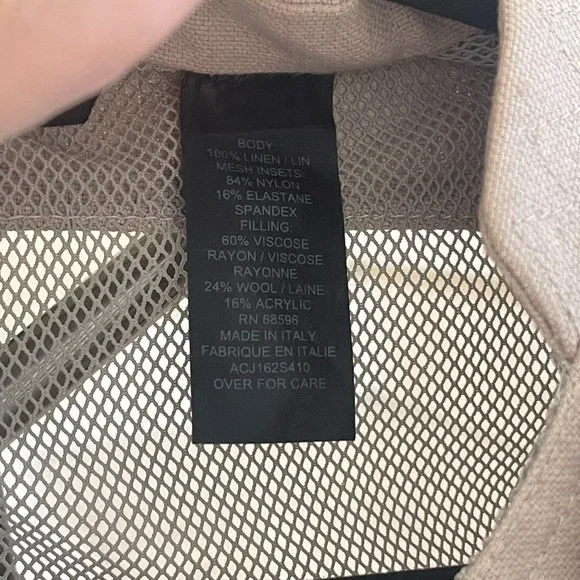 BODY:
100% LINEN / LIN
MESH INSETS:
84% NYLON
16% ELASTANE
SPANDEX
FILLING:
60% VISCOSE
RAYON / VISCOSE
RAYONNE
24% WOOL / LAINE
16% ACRYLIC
RN 68596
MADE IN ITALY
FABRIQUE EN ITALIE
ACJ162S410
OVER FOR CARE